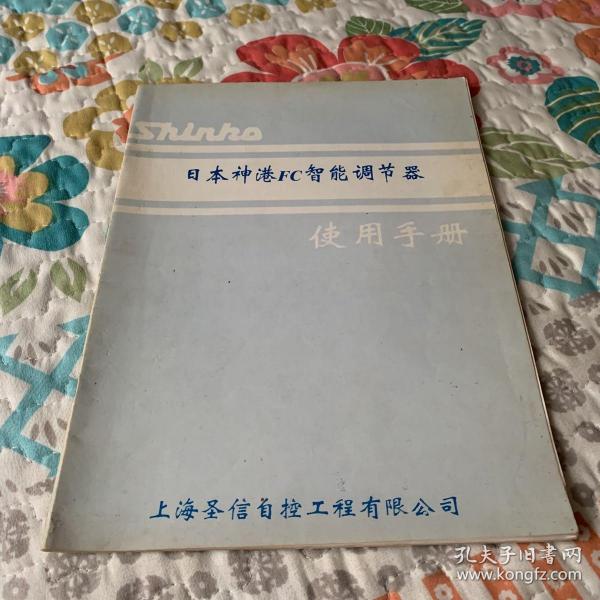 Shinko
日本神港FC智能调节器
使用手册
上海圣信自控工程有限公司
孔夫子旧书网
www.kongfz.com